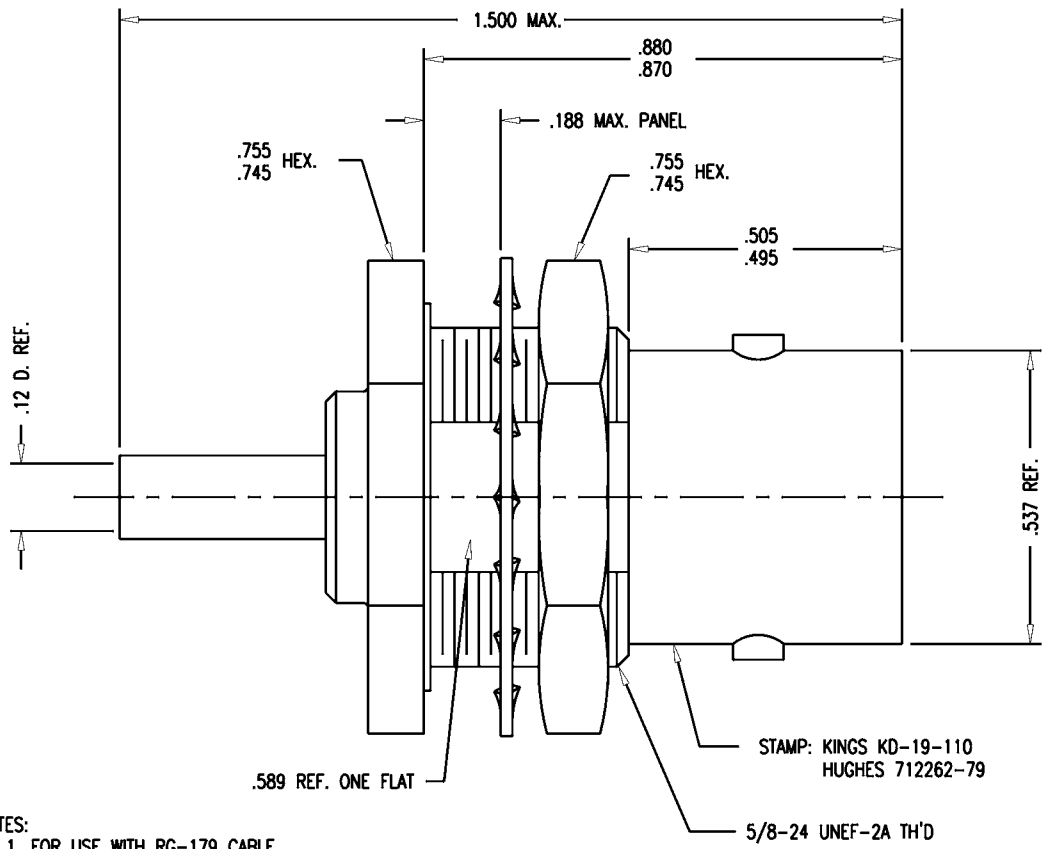 1.500 MAX.
.880
.870
.188 MAX. PANEL
.755
.745 HEX.
.755
.745 HEX.
.505
.495
.12 D. REF.
.537 REF.
STAMP: KINGS KD-19-110
HUGHES 712262-79
.589 REF. ONE FLAT
5/8-24 UNEF-2A TH'D
TES:
1. FOR USE WITH RG-179 CABLE